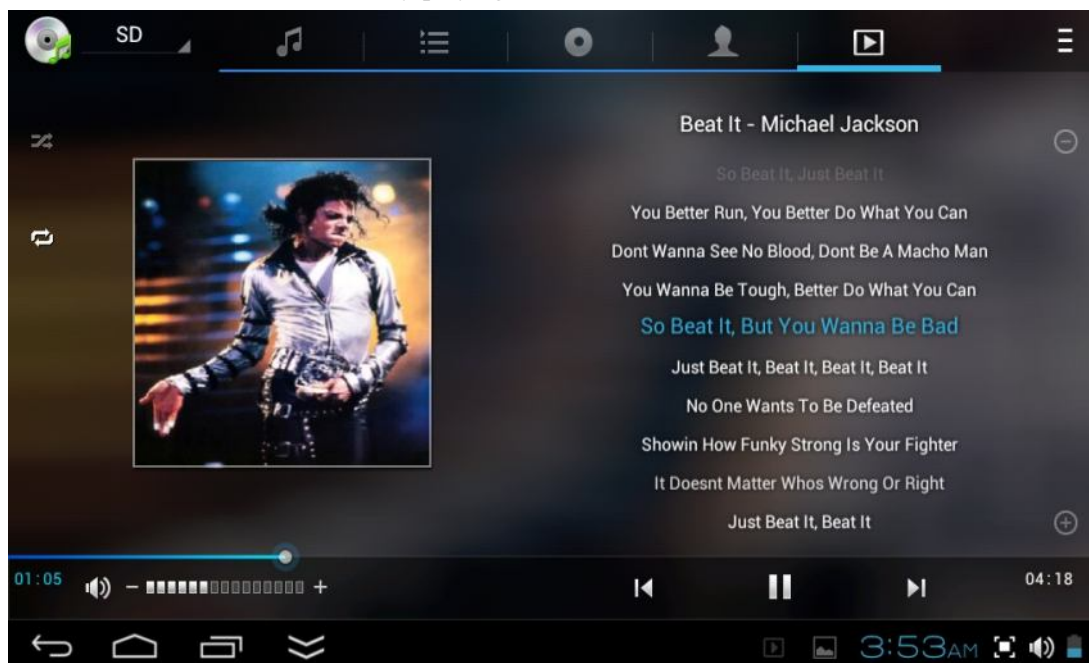 SD
Beat It - Michael Jackson
So Beat It, Just Beat It
You Better Run, You Better Do What You Can
Dont Wanna See No Blood, Dont Be A Macho Man
You Wanna Be Tough, Better Do What You Can
So Beat It, But You Wanna Be Bad
Just Beat It, Beat It, Beat It, Beat It
No One Wants To Be Defeated
Showin How Funky Strong Is Your Fighter
It Doesnt Matter Whos Wrong Or Right
Just Beat It, Beat It
01:05
04:18
3:53AM